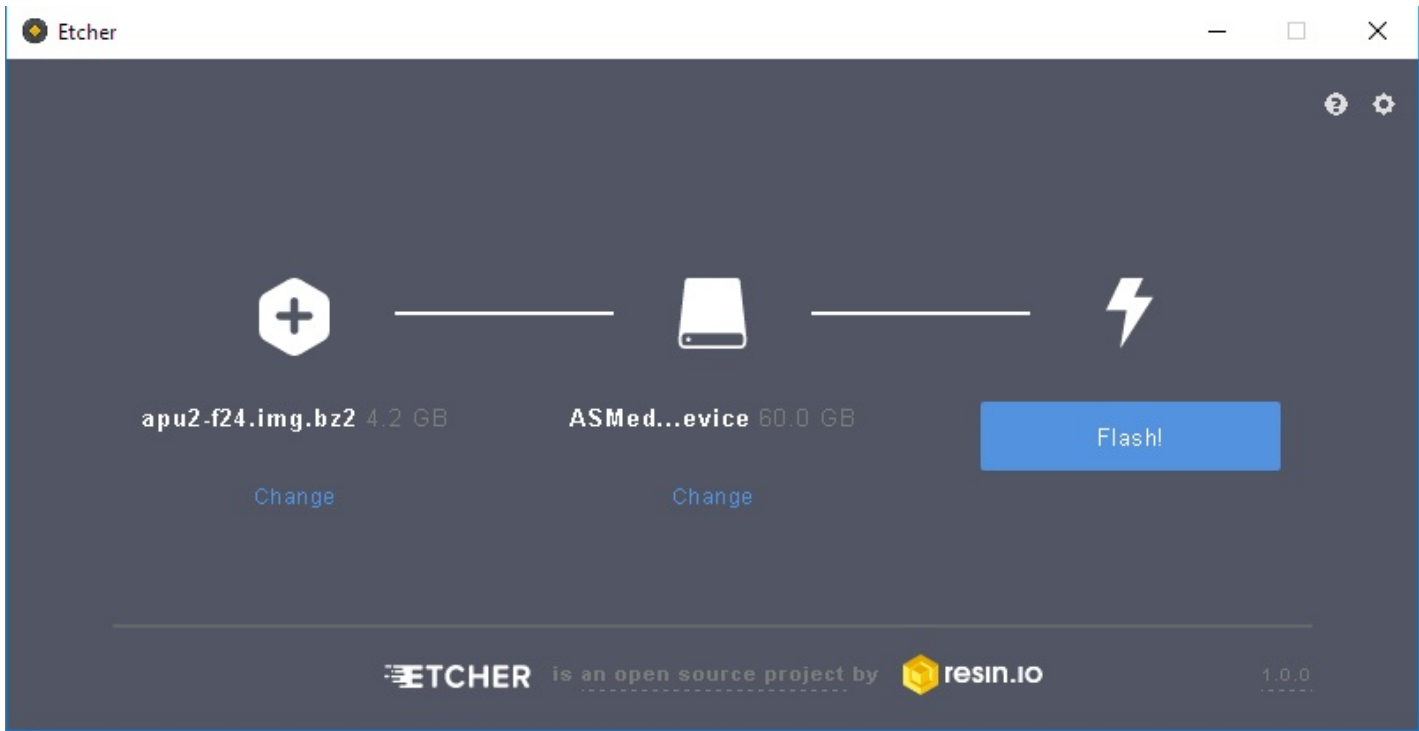 Etcher
apu2-f24.img.bz2 4.2 GB
ASMed...evice 60.0 GB
Flash!
Change
Change
ETCHER is an open source project by resin.io
1.0.0